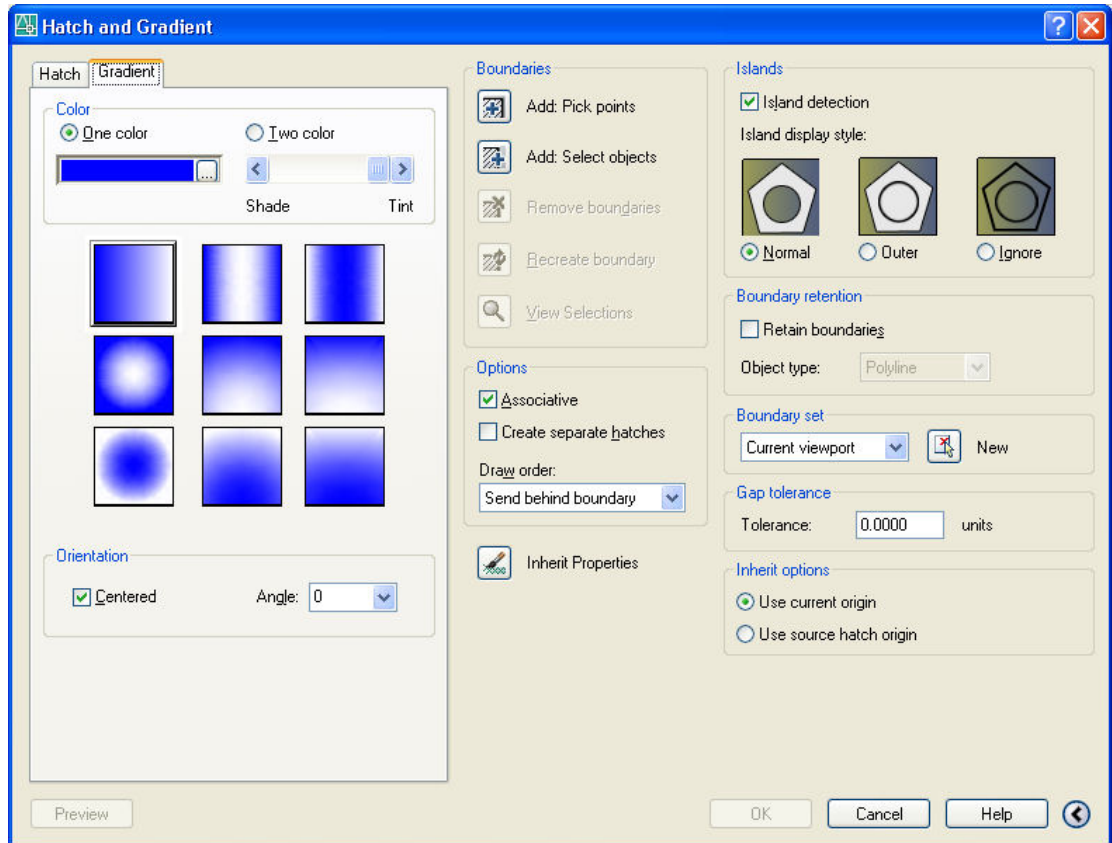 Hatch and Gradient
Hatch
Gradient
Color
One color
Two color
...
Shade
Tint
Orientation
Centered
Angle: 0
Preview
Boundaries
Add: Pick points
Add: Select objects
Remove boundaries
Recreate boundary
View Selections
Options
Associative
Create separate hatches
Draw order:
Send behind boundary
Inherit Properties
Islands
Island detection
Island display style:
Normal
Outer
Ignore
Boundary retention
Retain boundaries
Object type: Polyline
Boundary set
Current viewport
New
Gap tolerance
Tolerance: 0.0000 units
Inherit options
Use current origin
Use source hatch origin
OK
Cancel
Help